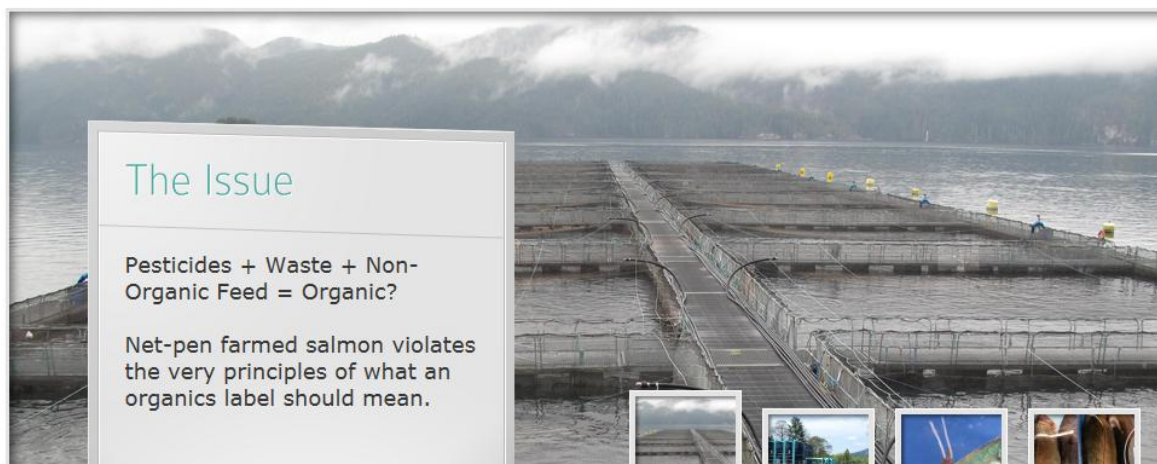 The Issue
Pesticides + Waste + Non-
Organic Feed = Organic?
Net-pen farmed salmon violates
the very principles of what an
organics label should mean.